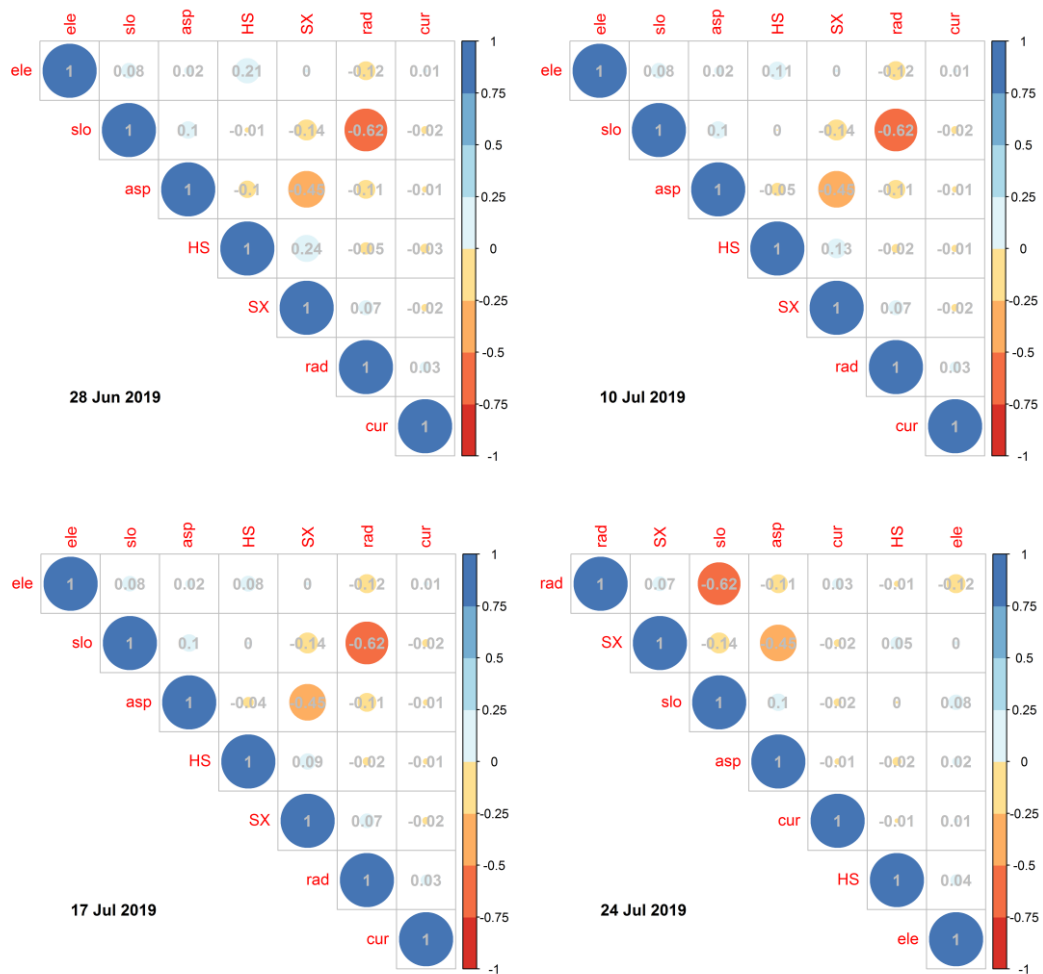 ele slo asp HS SX rad cur
ele 1 0.08 0.02 0.21 0 -0.12 0.01
slo 1 0.1 -0.01 -0.14 -0.62 -0.02
asp 1 -0.1 -0.11 -0.01
HS 1 0.24 -0.05 -0.03
SX 1 0.07 -0.02
rad 1 0.03
28 Jun 2019
cur 1
1
0.75
0.5
0.25
0
-0.25
-0.5
-0.75
-1
ele slo asp HS SX rad cur
ele 1 0.08 0.02 0.11 0 -0.12 0.01
slo 1 0.1 0 -0.14 -0.62 -0.02
asp 1 -0.05 -0.11 -0.01
HS 1 0.13 -0.02 -0.01
SX 1 0.07 -0.02
rad 1 0.03
10 Jul 2019
cur 1
1
0.75
0.5
0.25
0
-0.25
-0.5
-0.75
-1
ele slo asp HS SX rad cur
ele 1 0.08 0.02 0.08 0 -0.12 0.01
slo 1 0.1 0 -0.14 -0.62 -0.02
asp 1 -0.04 -0.11 -0.01
HS 1 0.09 -0.02 -0.01
SX 1 0.07 -0.02
rad 1 0.03
17 Jul 2019
cur 1
1
0.75
0.5
0.25
0
-0.25
-0.5
-0.75
-1
rad SX slo asp cur HS ele
rad 1 0.07 -0.62 -0.11 0.03 -0.01 -0.12
SX 1 -0.14 -0.02 0.05 0
slo 1 0.1 -0.02 0 0.08
asp 1 -0.01 -0.02 0.02
cur 1 -0.01 0.01
HS 1 0.04
24 Jul 2019
ele 1
1
0.75
0.5
0.25
0
-0.25
-0.5
-0.75
-1